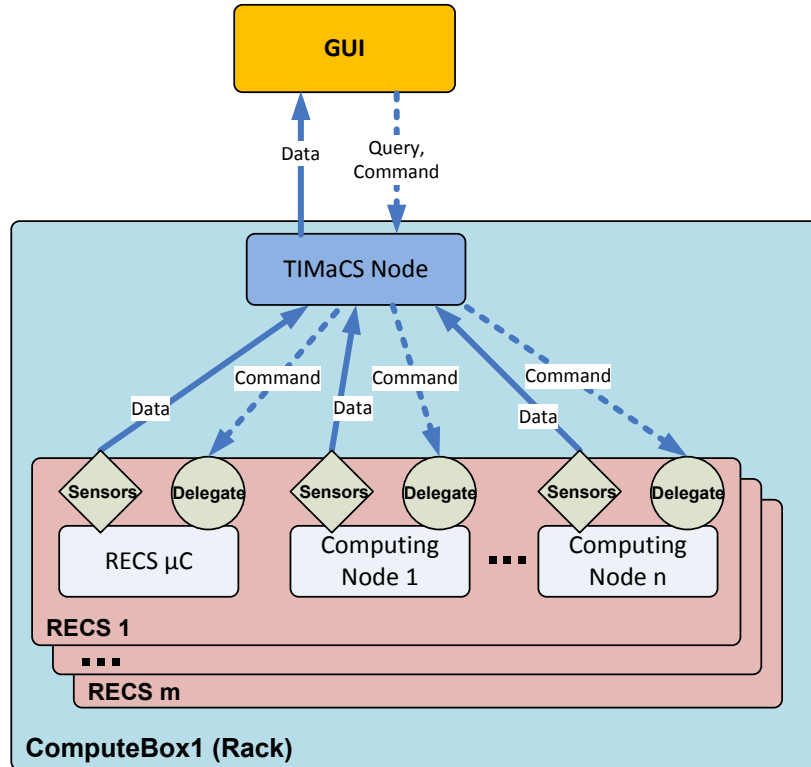 GUI
Data
Query,
Command
TIMaCS Node
Command
Command
Command
Data
Data
Data
Sensors
Delegate
Sensors
Delegate
Sensors
Delegate
RECS µC
Computing
Node 1
...
Computing
Node n
RECS 1
...
RECS m
ComputeBox1 (Rack)